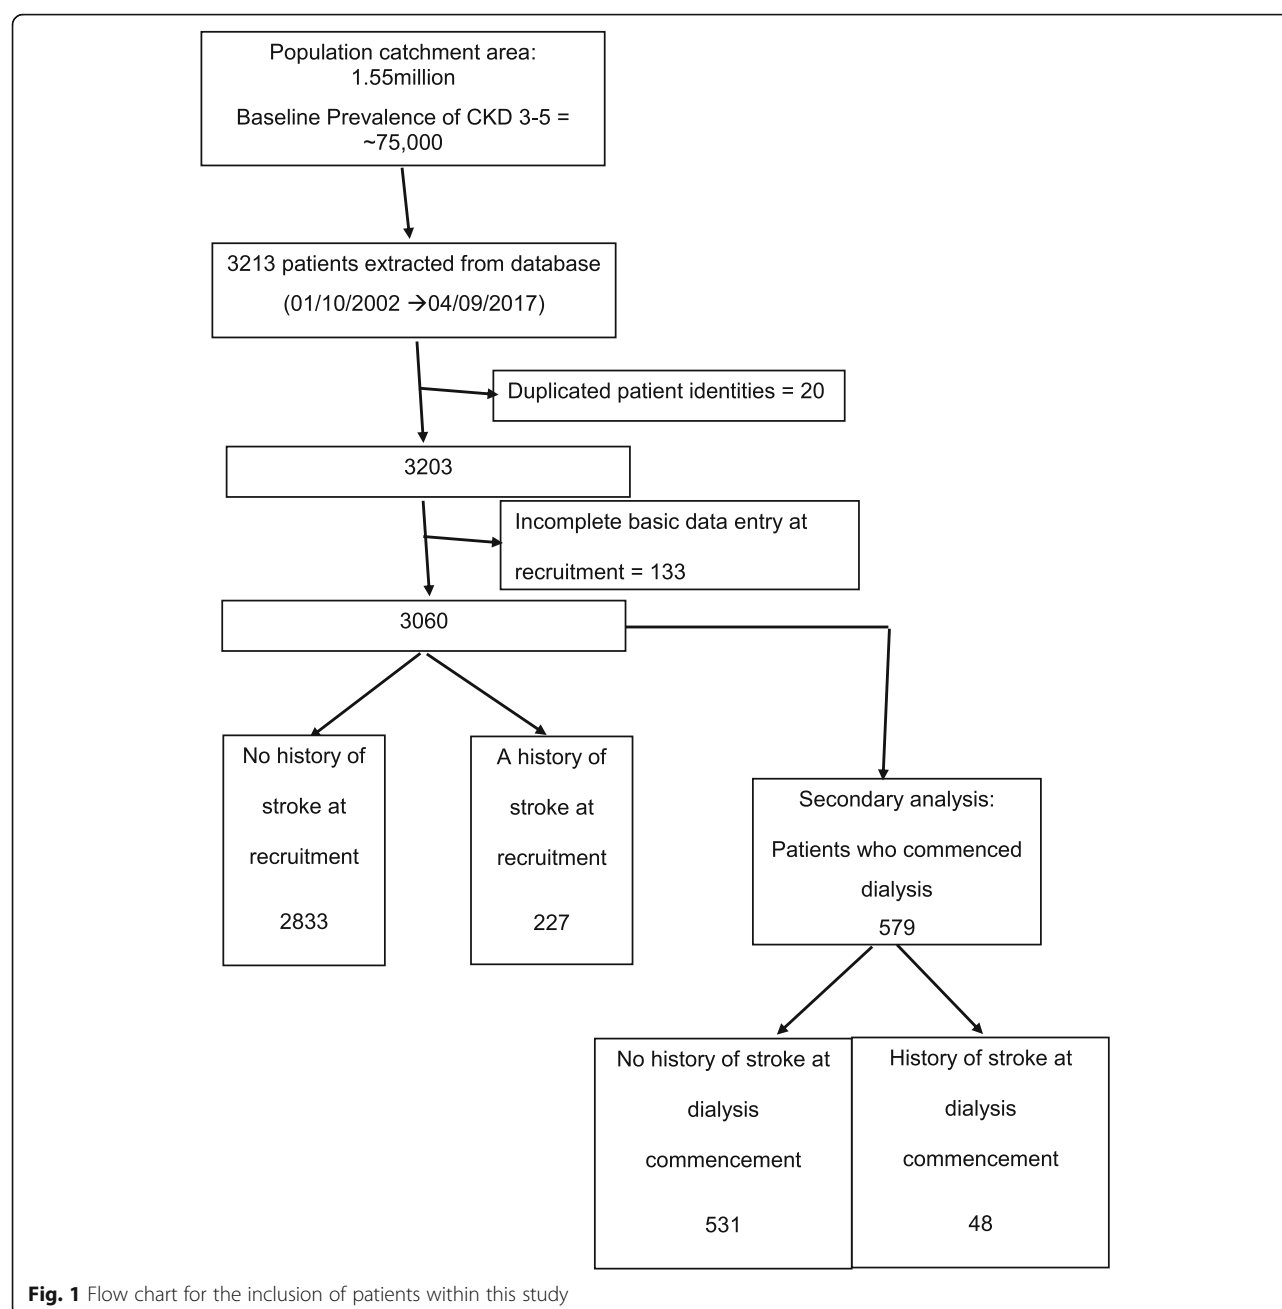 Population catchment area:
1.55million
Baseline Prevalence of CKD 3-5 =
~75,000
3213 patients extracted from database
(01/10/2002 →04/09/2017)
Duplicated patient identities = 20
3203
Incomplete basic data entry at
recruitment = 133
3060
No history of
stroke at
recruitment
2833
A history of
stroke at
recruitment
227
Secondary analysis:
Patients who commenced
dialysis
579
No history of stroke at
dialysis
commencement
531
History of stroke at
dialysis
commencement
48
Fig. 1 Flow chart for the inclusion of patients within this study